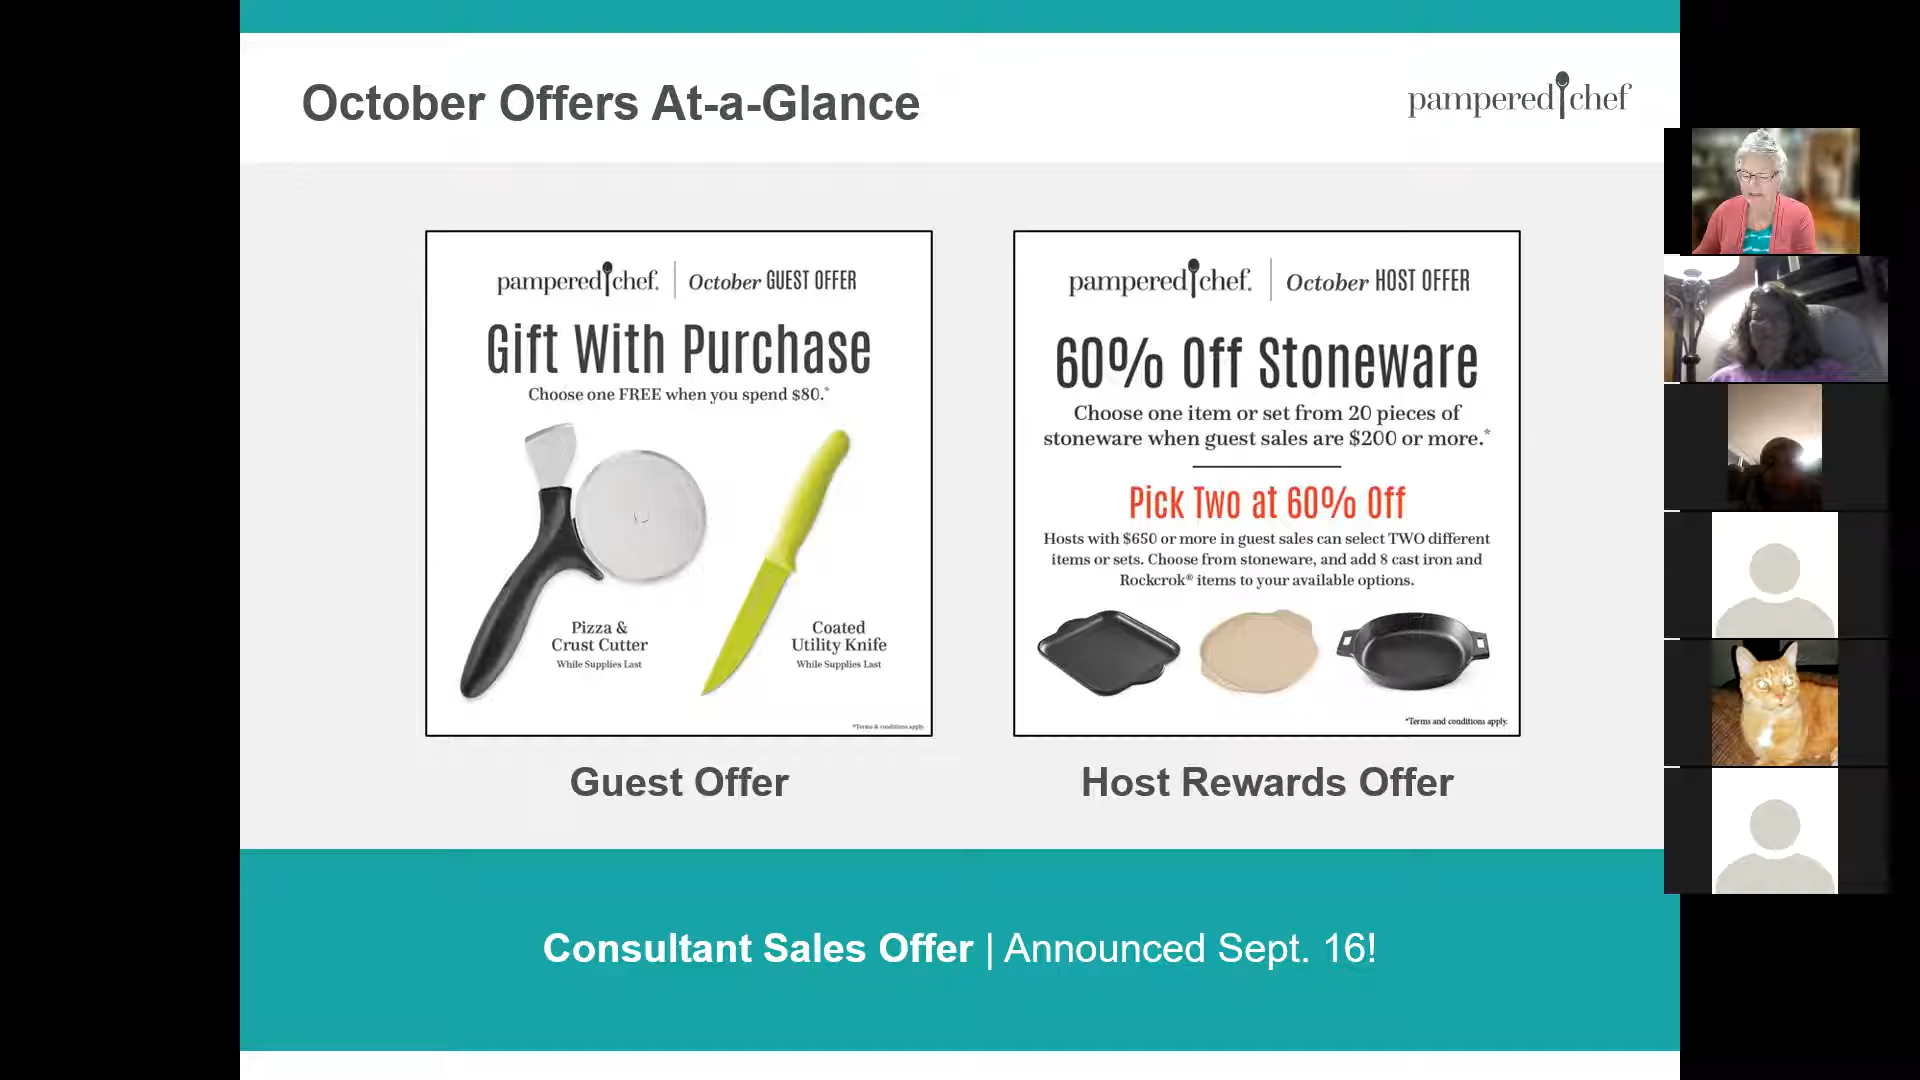 October Offers At-a-Glance
pampered chef
pampered chef. | October GUEST OFFER
Gift With Purchase
Choose one FREE when you spend $80.*
Pizza &
Crust Cutter
While Supplies Last
Coated
Utility Knife
While Supplies Last
*Terms & conditions apply.
Guest Offer
pampered chef. | October HOST OFFER
60% Off Stoneware
Choose one item or set from 20 pieces of
stoneware when guest sales are $200 or more.*
Pick Two at 60% Off
Hosts with $650 or more in guest sales can select TWO different
items or sets. Choose from stoneware, and add 8 cast iron and
Rockcrok® items to your available options.
*Terms and conditions apply.
Host Rewards Offer
Consultant Sales Offer | Announced Sept. 16!